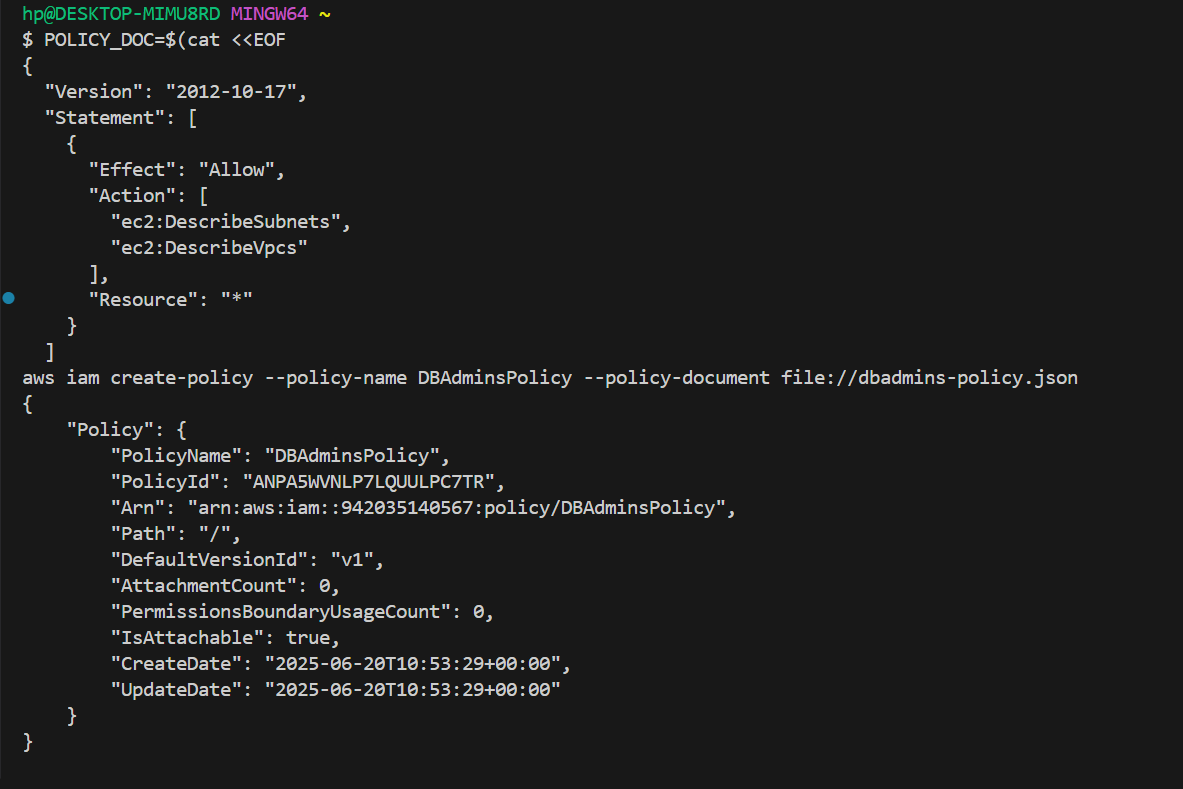 hp@DESKTOP-MIMU8RD MINGW64 ~
$ POLICY_DOC=$(cat <<EOF
{
  "Version": "2012-10-17",
  "Statement": [
    {
      "Effect": "Allow",
      "Action": [
        "ec2:DescribeSubnets",
        "ec2:DescribeVpcs"
      ],
      "Resource": "*"
    }
  ]
aws iam create-policy --policy-name DBAdminsPolicy --policy-document file://dbadmins-policy.json
{
    "Policy": {
        "PolicyName": "DBAdminsPolicy",
        "PolicyId": "ANPA5WVNLP7LQUULPC7TR",
        "Arn": "arn:aws:iam::942035140567:policy/DBAdminsPolicy",
        "Path": "/",
        "DefaultVersionId": "v1",
        "AttachmentCount": 0,
        "PermissionsBoundaryUsageCount": 0,
        "IsAttachable": true,
        "CreateDate": "2025-06-20T10:53:29+00:00",
        "UpdateDate": "2025-06-20T10:53:29+00:00"
    }
}